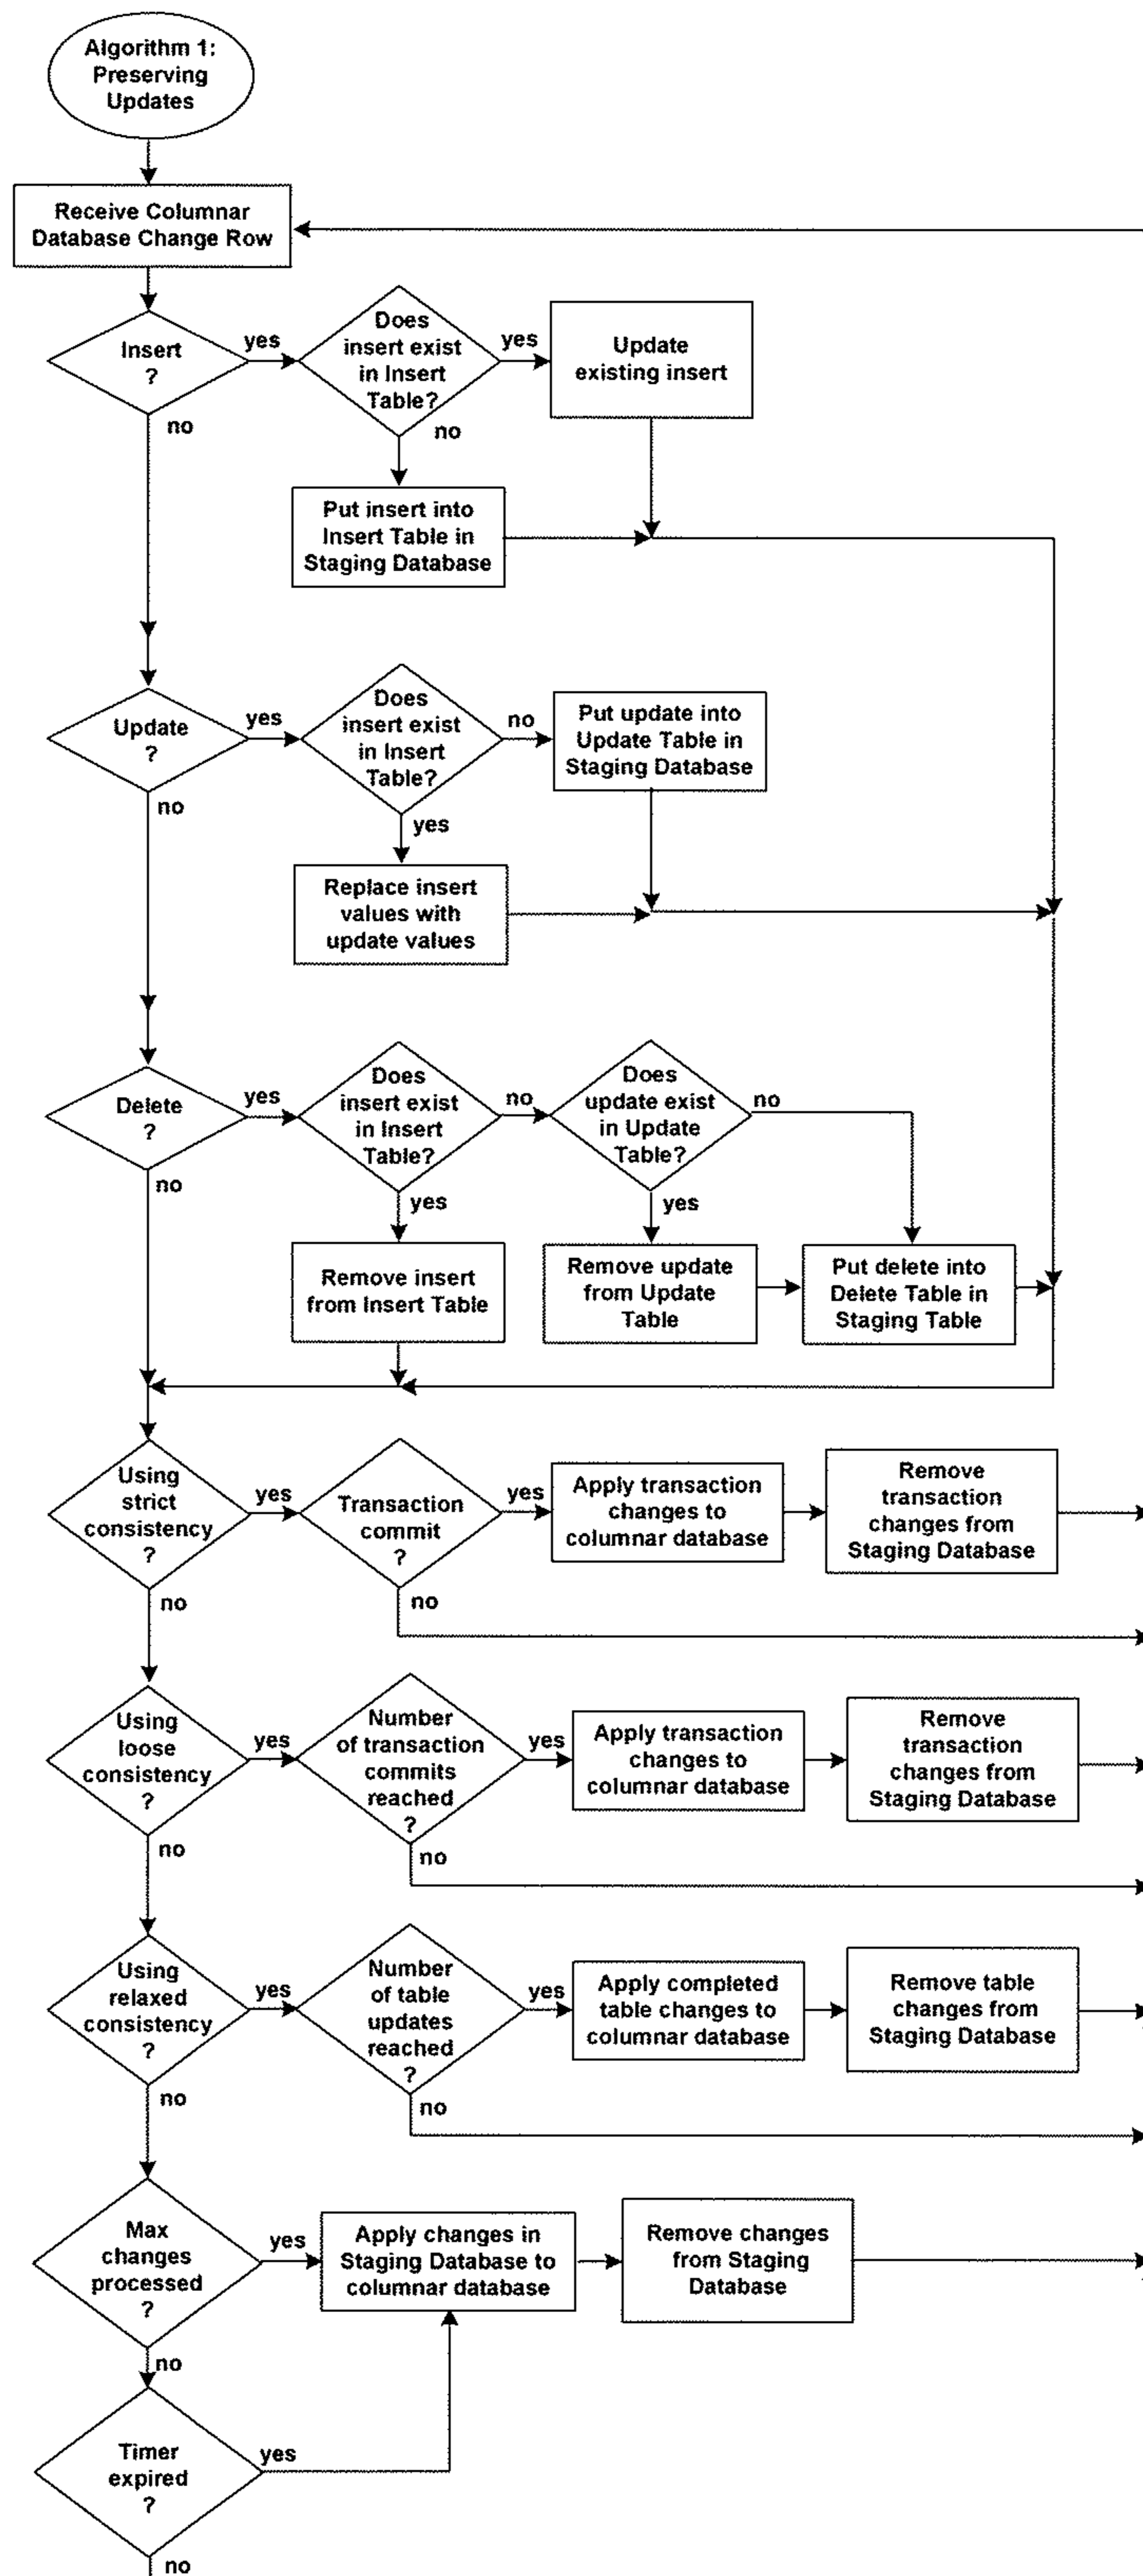 Algorithm 1:
Preserving
Updates
Receive Columnar
Database Change Row
Insert
?
yes
Does
insert exist
in Insert
Table?
yes
Update
existing insert
no
no
Put insert into
Insert Table in
Staging Database
Update
?
yes
Does
insert exist
in Insert
Table?
no
Put update into
Update Table in
Staging Database
no
yes
Replace insert
values with
update values
Delete
?
yes
Does
insert exist
in Insert
Table?
no
Does
update exist
in Update
Table?
no
no
yes
yes
Remove insert
from Insert Table
Remove update
from Update
Table
Put delete into
Delete Table in
Staging Table
Using
strict
consistency
?
yes
Transaction
commit
?
yes
Apply transaction
changes to
columnar database
Remove
transaction
changes from
Staging Database
no
no
Using
loose
consistency
?
yes
Number
of transaction
commits
reached
?
yes
Apply transaction
changes to
columnar database
Remove
transaction
changes from
Staging Database
no
no
Using
relaxed
consistency
?
yes
Number
of table
updates
reached
?
yes
Apply completed
table changes to
columnar database
Remove table
changes from
Staging Database
no
no
Max
changes
processed
?
yes
Apply changes in
Staging Database to
columnar database
Remove changes
from Staging
Database
no
Timer
expired
?
yes
no